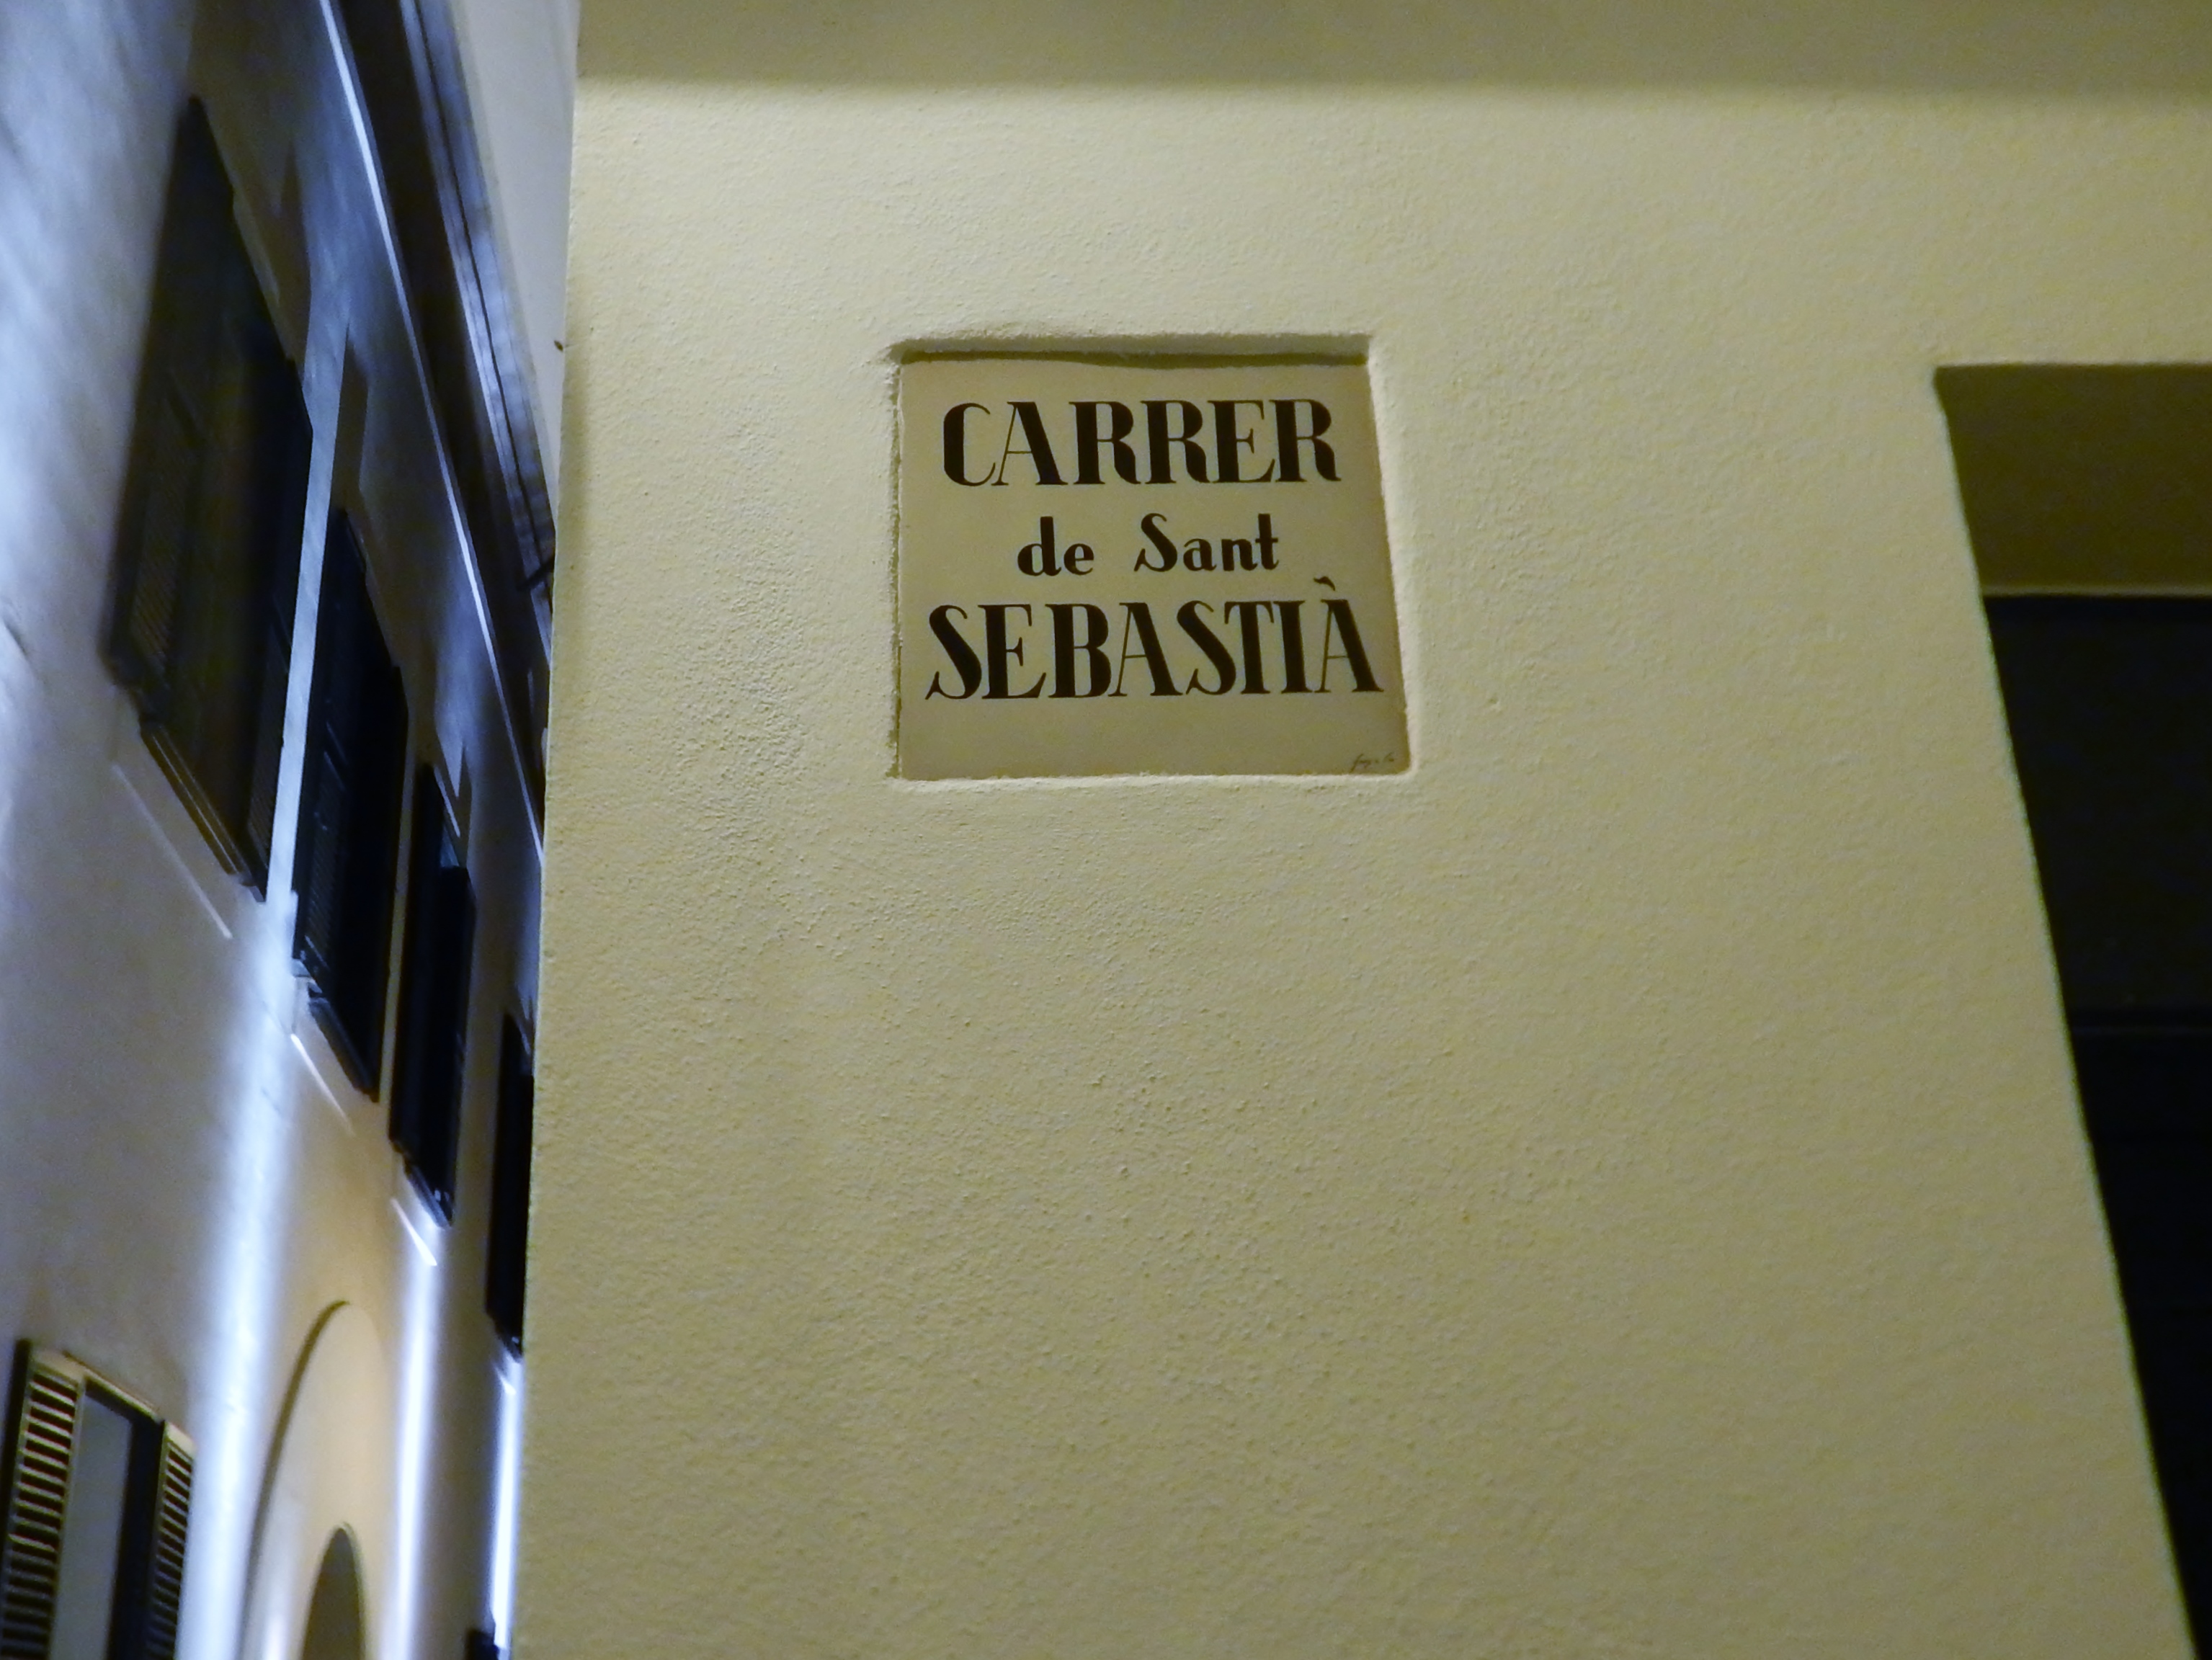 CARRER
de Sant
SEBASTIÀ